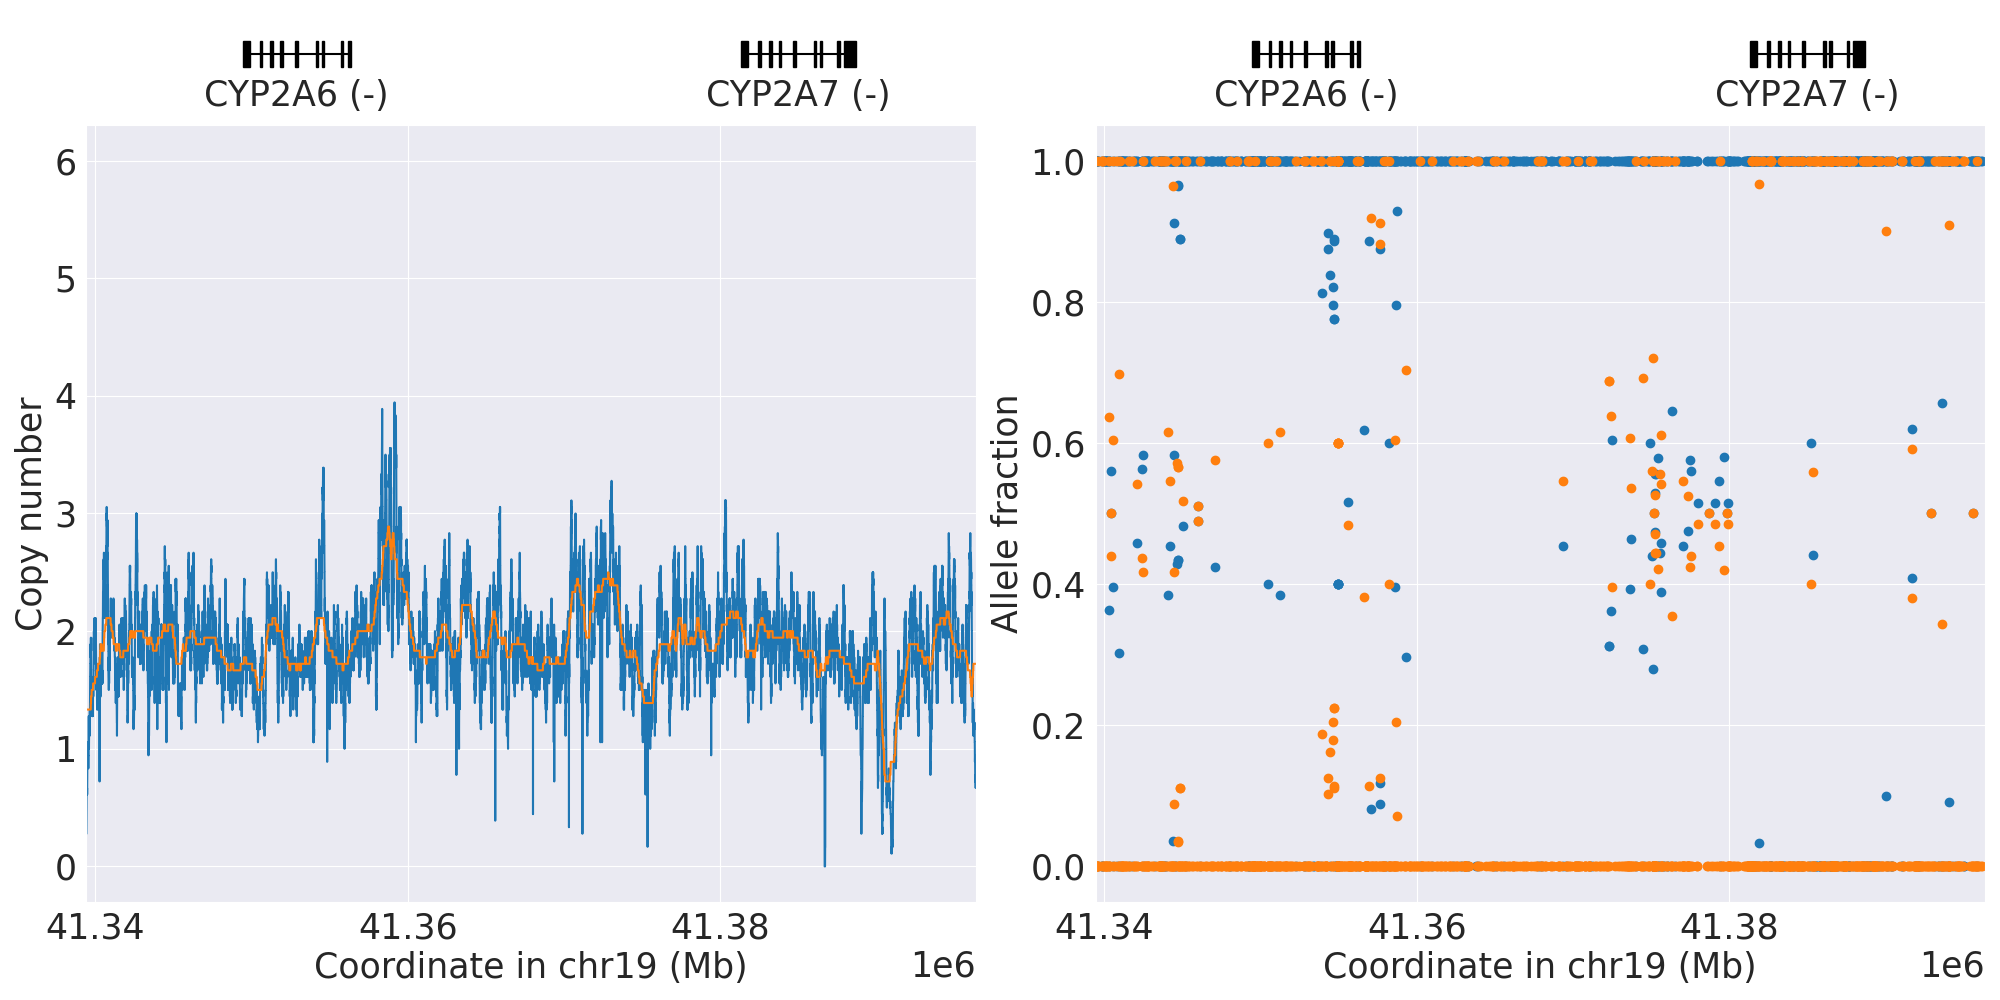 CYP2A6 (-) CYP2A7 (-)
Copy number
6
5
4
3
2
1
0
41.34 41.36 41.38
Coordinate in chr19 (Mb) 1e6
CYP2A6 (-) CYP2A7 (-)
Allele fraction
1.0
0.8
0.6
0.4
0.2
0.0
41.34 41.36 41.38
Coordinate in chr19 (Mb) 1e6